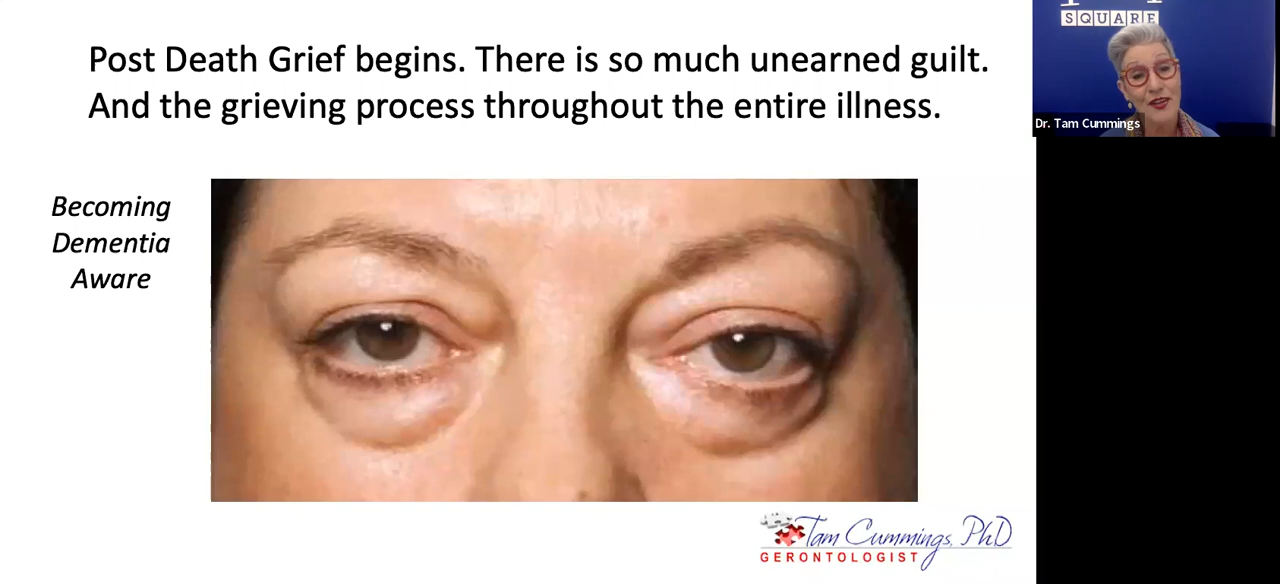 Post Death Grief begins. There is so much unearned guilt.
And the grieving process throughout the entire illness.
SQUARE
Dr. Tam Cummings
Becoming
Dementia
Aware
Tam Cummings, PhD
GERONTOLOGIST